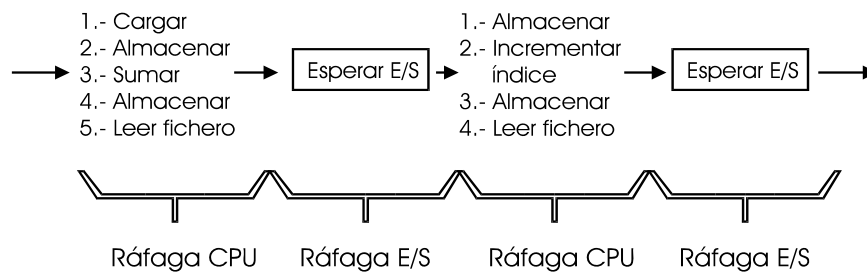 1.- Cargar
2.- Almacenar
3.- Sumar
4.- Almacenar
5.- Leer fichero
Esperar E/S
1.- Almacenar
2.- Incrementar
índice
3.- Almacenar
4.- Leer fichero
Esperar E/S
Ráfaga CPU
Ráfaga E/S
Ráfaga CPU
Ráfaga E/S